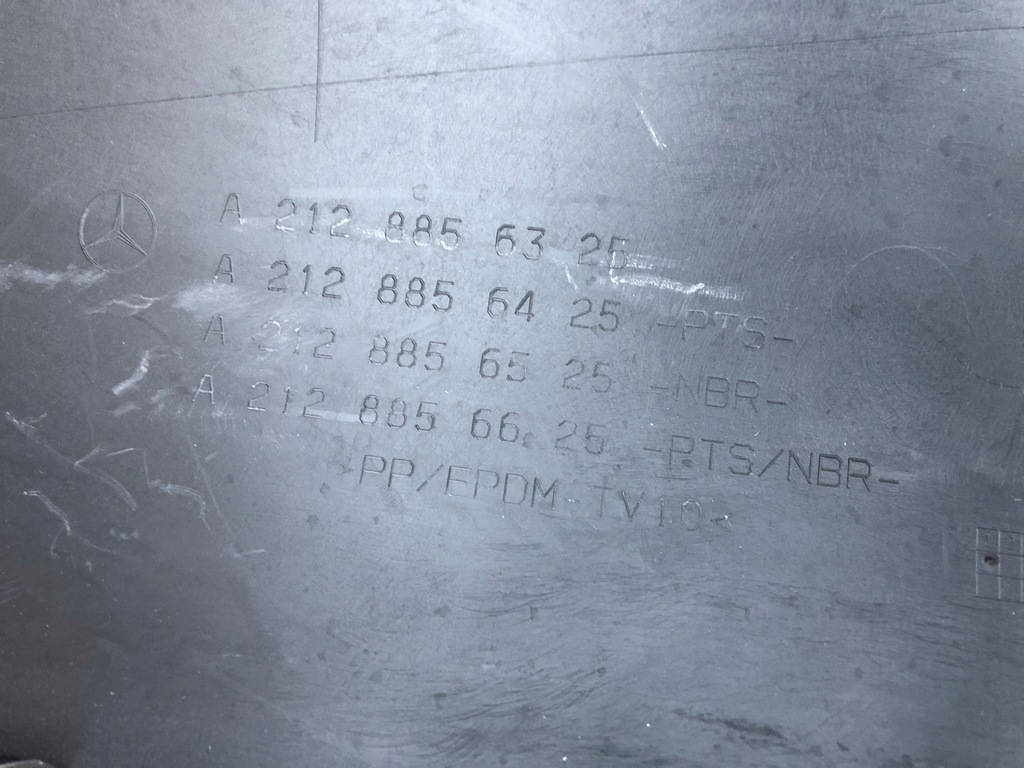 A 212 885 63 25
A 212 885 64 25 -PTS-
A 212 885 65 25 -NBR-
A 212 885 66 25 -PTS/NBR-
>PP/EPDM-TV10<